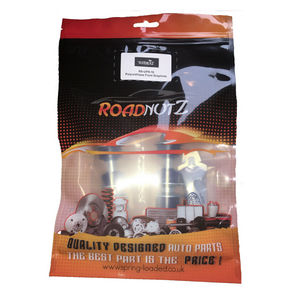 ROADNUTZ
QUALITY DESIGNED AUTO PARTS
THE BEST PART IS THE PRICE!
www.spring-loaded.co.uk